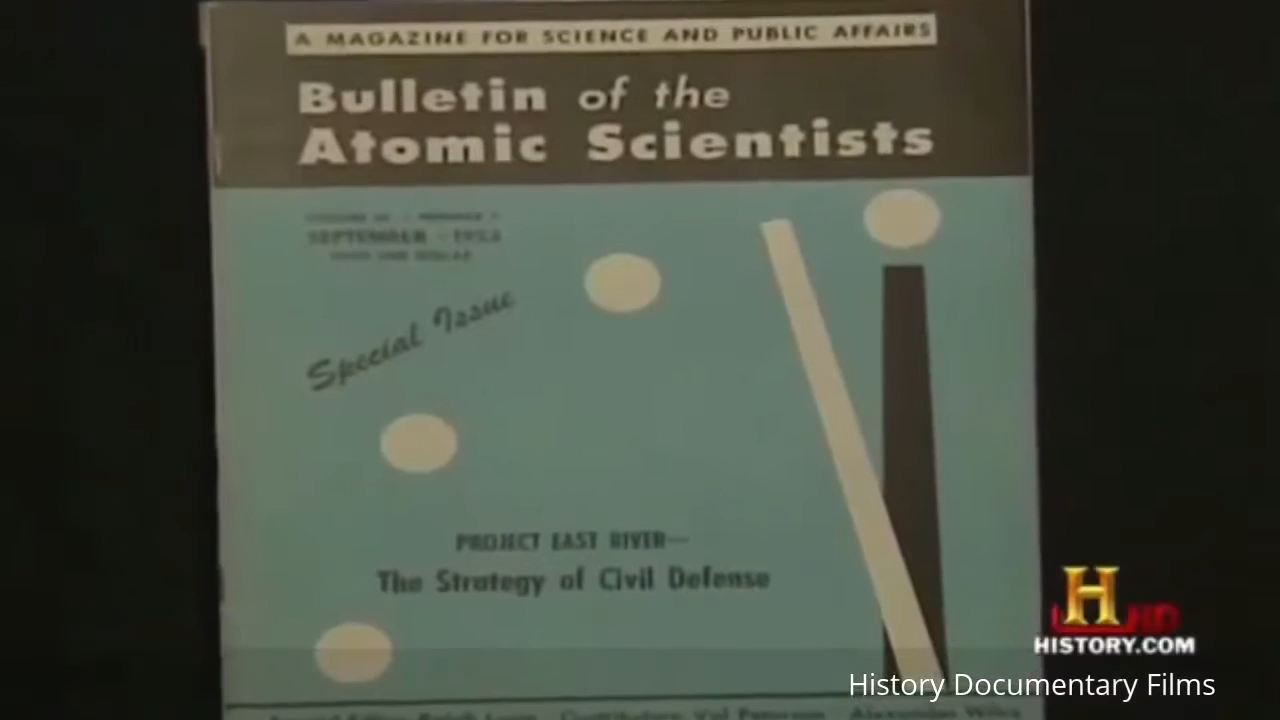 A MAGAZINE FOR SCIENCE AND PUBLIC AFFAIRS
Bulletin of the
Atomic Scientists
SEPTEMBER
Special Issue
PROJECT EAST RIVER—
The Strategy of Civil Defense
H HD
HISTORY.COM
History Documentary Films